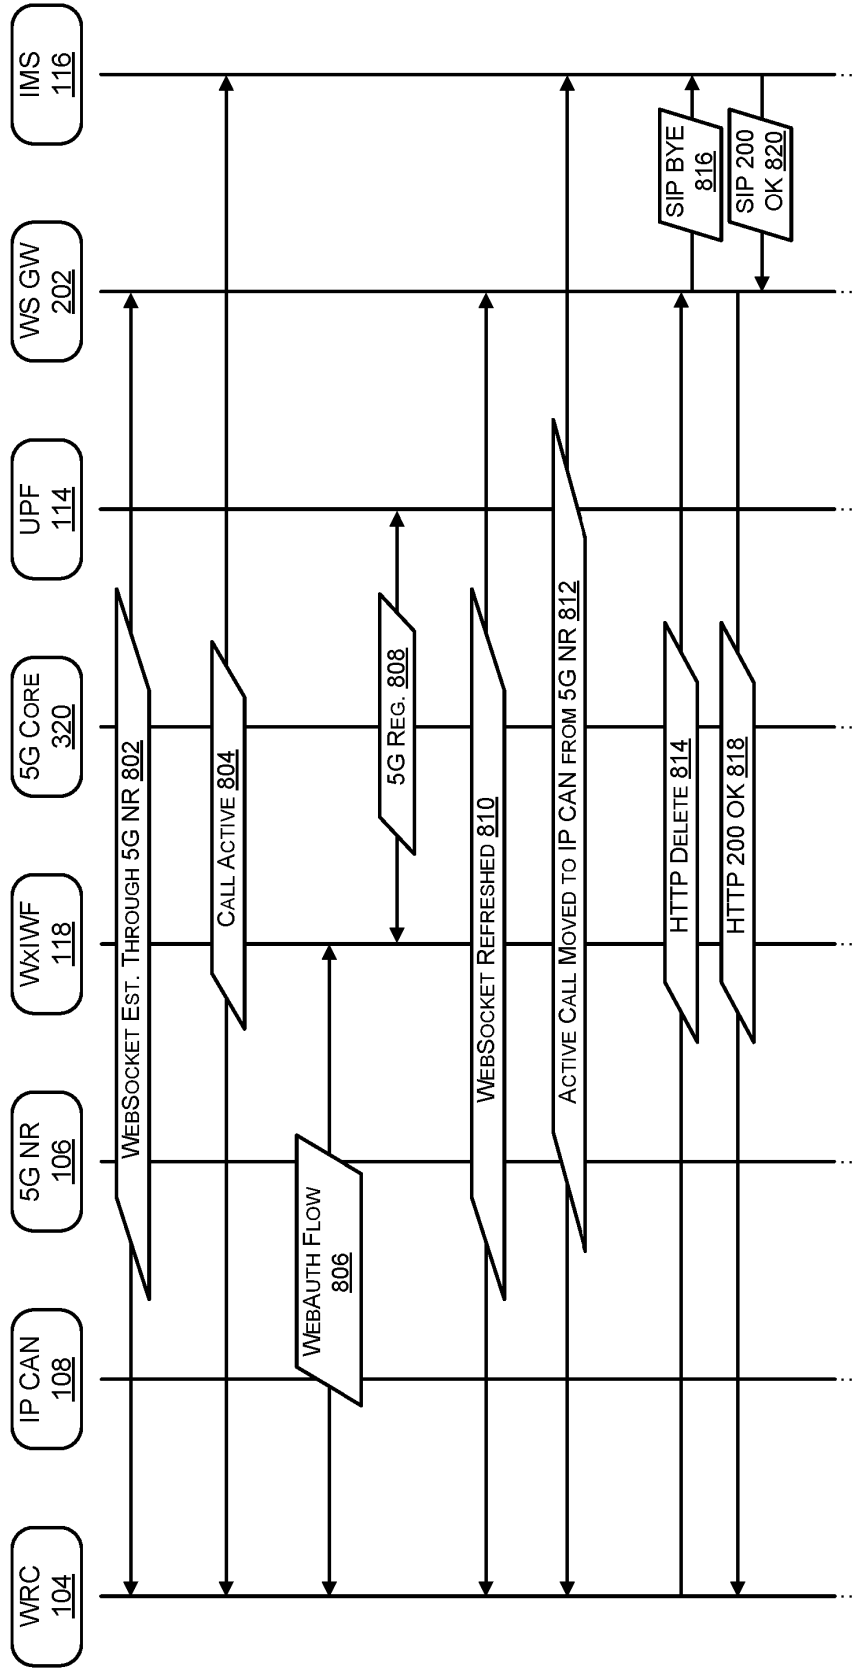 WRC
104
IP CAN
108
5G NR
106
WXIWF
118
5G CORE
320
UPF
114
WS GW
202
IMS
116
WEBSOCKET EST. THROUGH 5G NR 802
CALL ACTIVE 804
WEBAUTH FLOW
806
5G REG. 808
WEBSOCKET REFRESHED 810
ACTIVE CALL MOVED TO IP CAN FROM 5G NR 812
HTTP DELETE 814
SIP BYE
816
HTTP 200 OK 818
SIP 200
OK 820